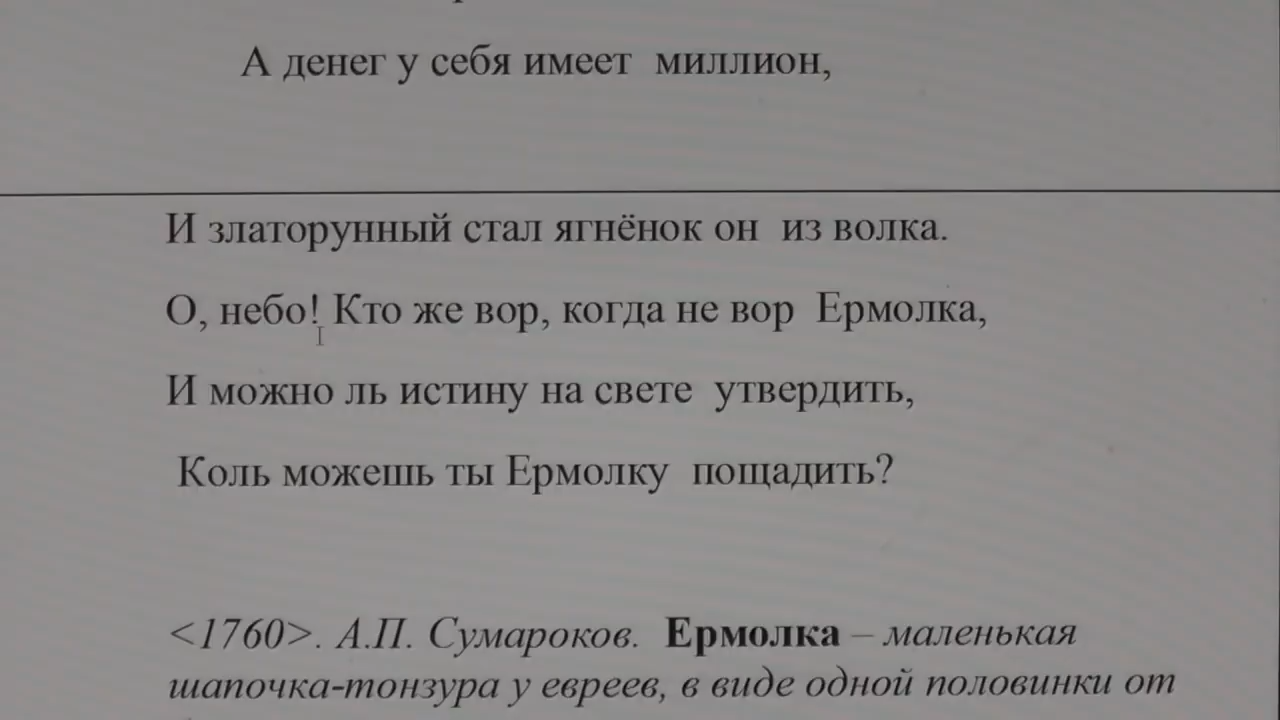 А денег у себя имеет миллион,
И златорунный стал ягнёнок он из волка.
О, небо! Кто же вор, когда не вор Ермолка,
И можно ль истину на свете утвердить,
Коль можешь ты Ермолку пощадить?
<1760>. А.П. Сумароков. Ермолка – маленькая
шапочка-тонзура у евреев, в виде одной половинки от